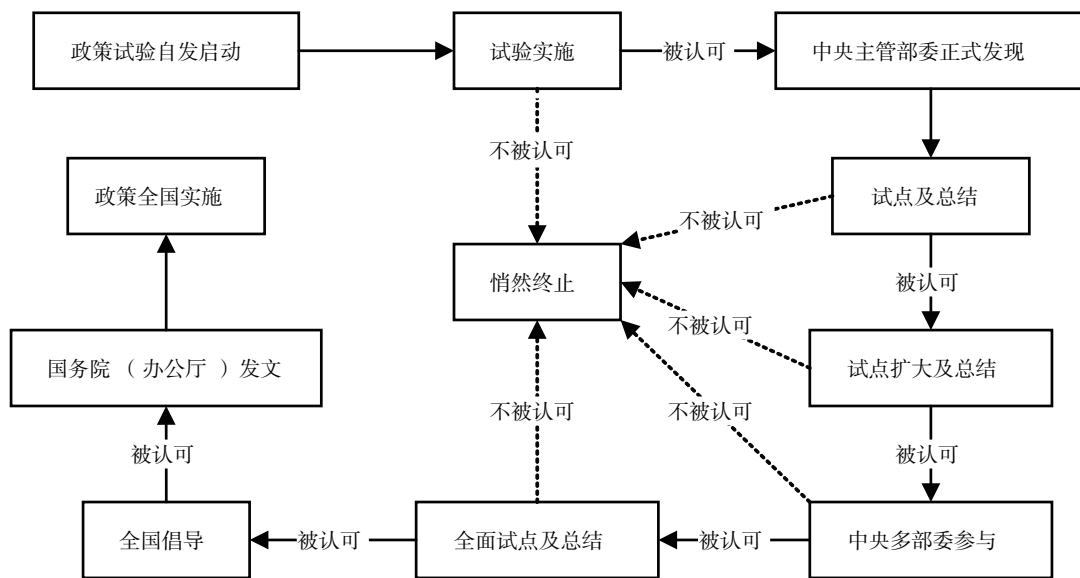 政策试验自发启动
试验实施
被认可
中央主管部委正式发现
不被认可
政策全国实施
试点及总结
不被认可
悄然终止
被认可
不被认可
国务院 （ 办公厅 ）发文
试点扩大及总结
不被认可
不被认可
被认可
被认可
全国倡导
被认可
全面试点及总结
被认可
中央多部委参与